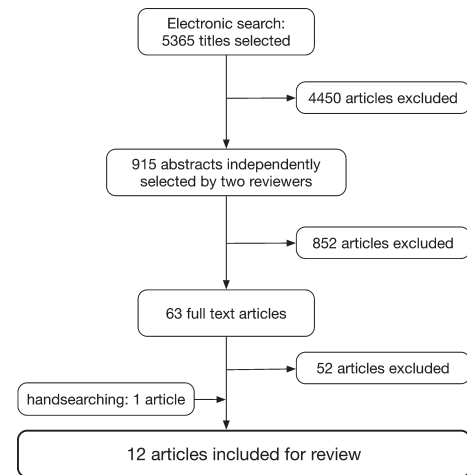 Electronic search:
5365 titles selected
4450 articles excluded
915 abstracts independently
selected by two reviewers
852 articles excluded
63 full text articles
52 articles excluded
handsearching: 1 article
12 articles included for review